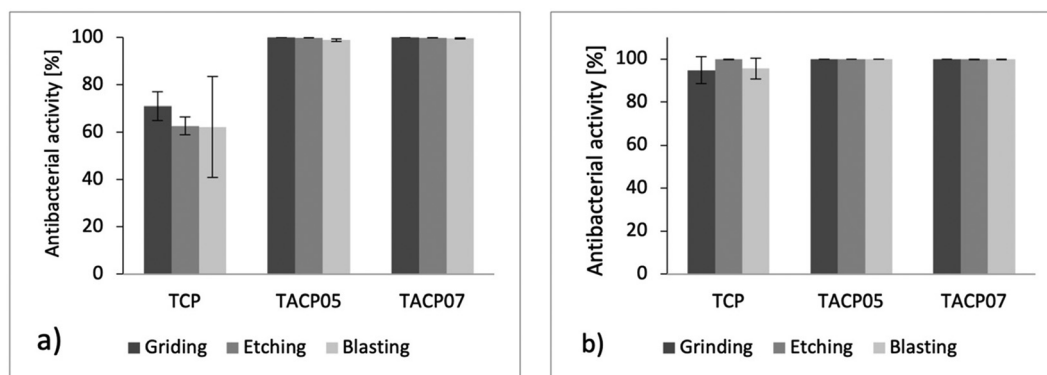 Antibacterial activity [%]
100
80
60
40
20
0
TCP TACP05 TACP07
a) Griding Etching Blasting
Antibacterial activity [%]
120
100
80
60
40
20
0
TCP TACP05 TACP07
b) Grinding Etching Blasting